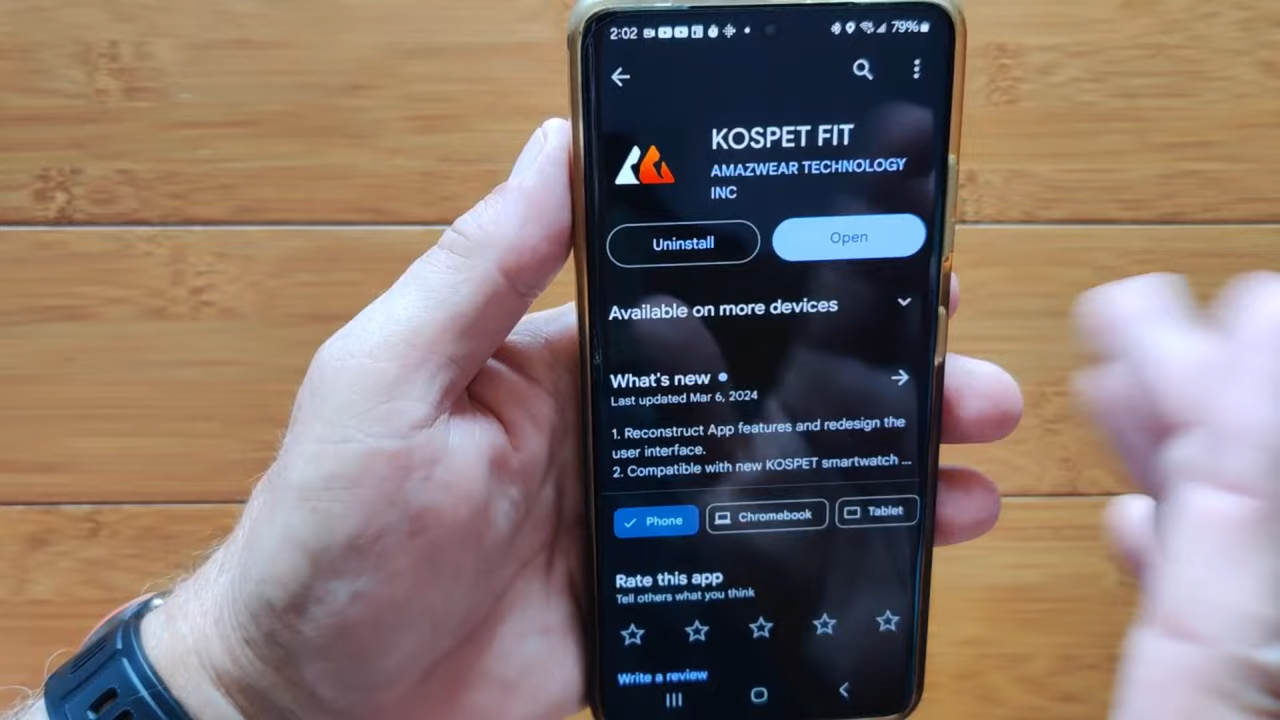 2:02
79%
KOSPET FIT
AMAZWEAR TECHNOLOGY
INC
Uninstall
Open
Available on more devices
What's new
Last updated Mar 6, 2024
1. Reconstruct App features and redesign the
user interface.
2. Compatible with new KOSPET smartwatch ...
Phone
Chromebook
Tablet
Rate this app
Tell others what you think
Write a review